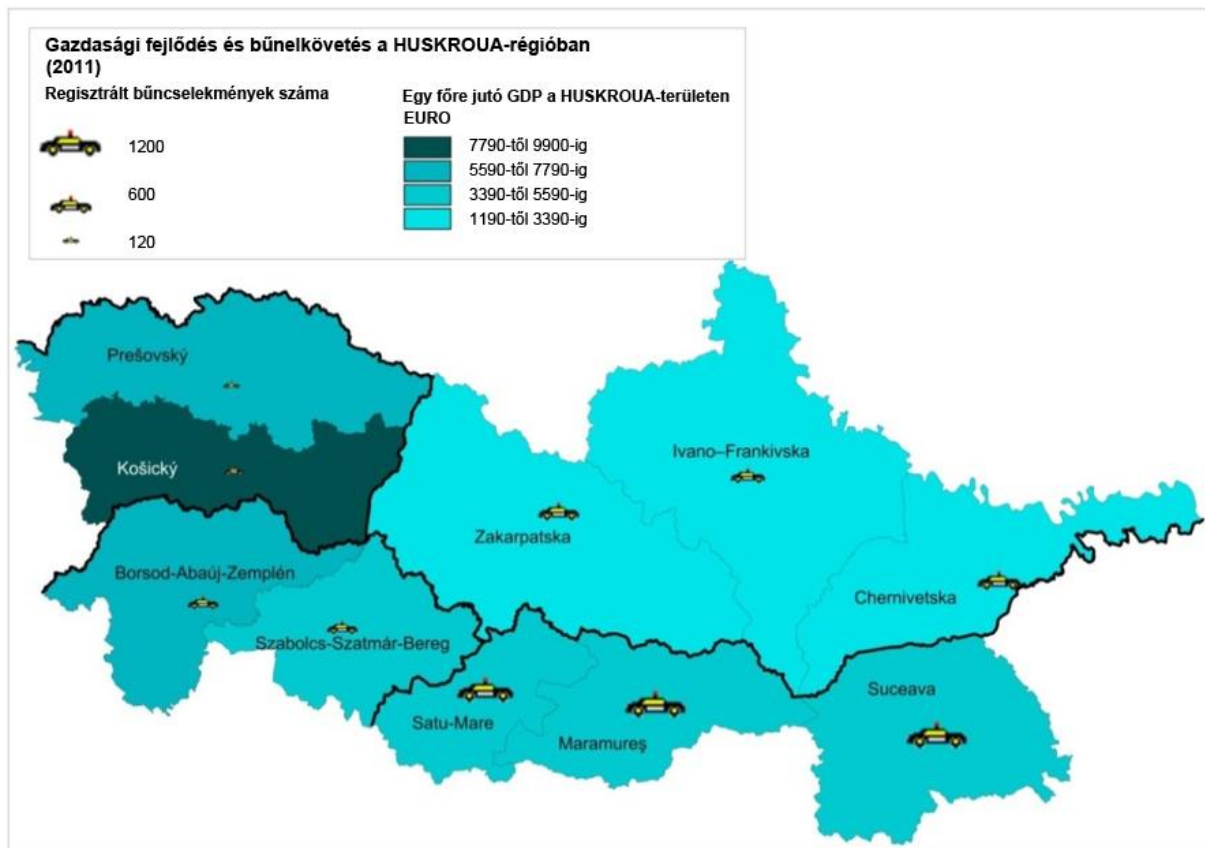 Gazdasági fejlődés és bűnelkövetés a HUSKROUA-régióban
(2011)
Regisztrált bűncselekmények száma
1200
600
120
Egy főre jutó GDP a HUSKROUA-területen
EURO
7790-től 9900-ig
5590-től 7790-ig
3390-től 5590-ig
1190-től 3390-ig
Prešovský
Košický
Ivano–Frankivska
Zakarpatska
Borsod-Abaúj-Zemplén
Chernivetska
Szabolcs-Szatmár-Bereg
Suceava
Satu-Mare
Maramureş